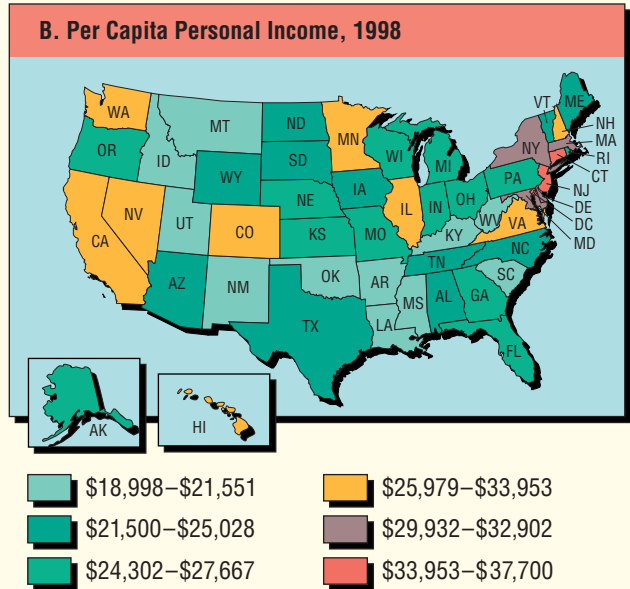 B. Per Capita Personal Income, 1998
WA
MT
ND
MN
VT
ME
OR
ID
SD
WI
MI
NY
NH
MA
RI
CT
WY
IA
PA
NJ
NE
IL
IN
OH
DE
DC
MD
NV
UT
CO
KS
MO
WV
VA
KY
CA
NC
TN
AZ
NM
OK
AR
SC
MS
AL
GA
LA
TX
FL
AK
HI
$18,998–$21,551
$21,500–$25,028
$24,302–$27,667
$25,979–$33,953
$29,932–$32,902
$33,953–$37,700